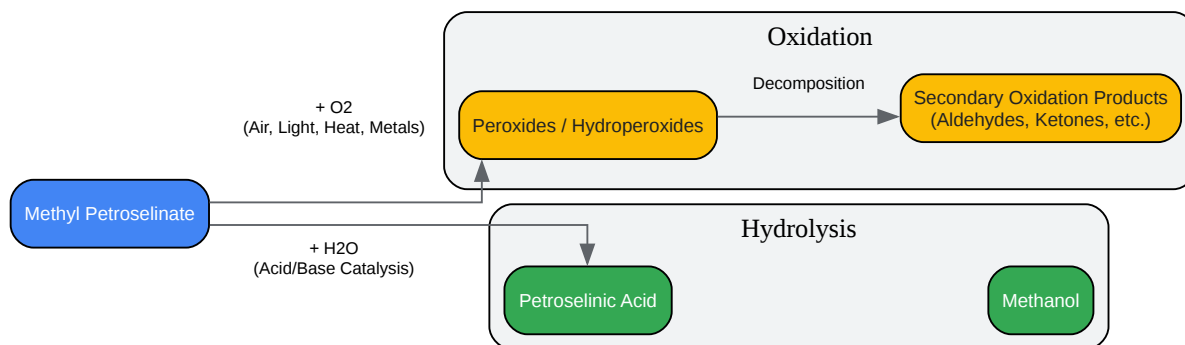 Oxidation
Decomposition
+ O2
(Air, Light, Heat, Metals)
Peroxides / Hydroperoxides
Secondary Oxidation Products
(Aldehydes, Ketones, etc.)
Methyl Petroselinate
Hydrolysis
+ H2O
(Acid/Base Catalysis)
Petroselinic Acid
Methanol